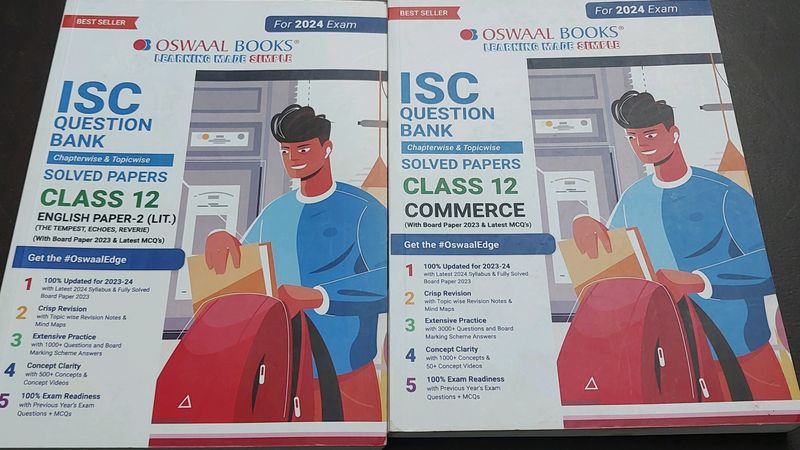 BEST SELLER
For 2024 Exam
OSWAAL BOOKS®
LEARNING MADE SIMPLE
ISC
QUESTION
BANK
Chapterwise & Topicwise
SOLVED PAPERS
CLASS 12
ENGLISH PAPER-2 (LIT.)
(THE TEMPEST, ECHOES, REVERIE)
(With Board Paper 2023 & Latest MCQ's)
Get the #OswaalEdge
1 100% Updated for 2023-24
with Latest 2024 Syllabus & Fully Solved
Board Paper 2023
2 Crisp Revision
with Topic wise Revision Notes &
Mind Maps
3 Extensive Practice
with 1000+ Questions and Board
Marking Scheme Answers
4 Concept Clarity
with 500+ Concepts &
Concept Videos
5 100% Exam Readiness
with Previous Year's Exam
Questions + MCQs
BEST SELLER
For 2024 Exam
OSWAAL BOOKS®
LEARNING MADE SIMPLE
ISC
QUESTION
BANK
Chapterwise & Topicwise
SOLVED PAPERS
CLASS 12
COMMERCE
(With Board Paper 2023 & Latest MCQ's)
Get the #OswaalEdge
1 100% Updated for 2023-24
with Latest 2024 Syllabus & Fully Solved
Board Paper 2023
2 Crisp Revision
with Topic wise Revision Notes &
Mind Maps
3 Extensive Practice
with 3000+ Questions and Board
Marking Scheme Answers
4 Concept Clarity
with 1000+ Concepts &
50+ Concept Videos
5 100% Exam Readiness
with Previous Year's Exam
Questions + MCQs